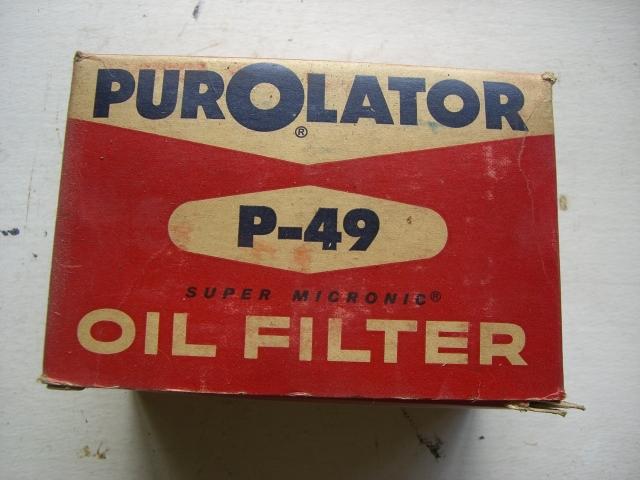 PUROLATOR®
P-49
SUPER MICRONIC®
OIL FILTER